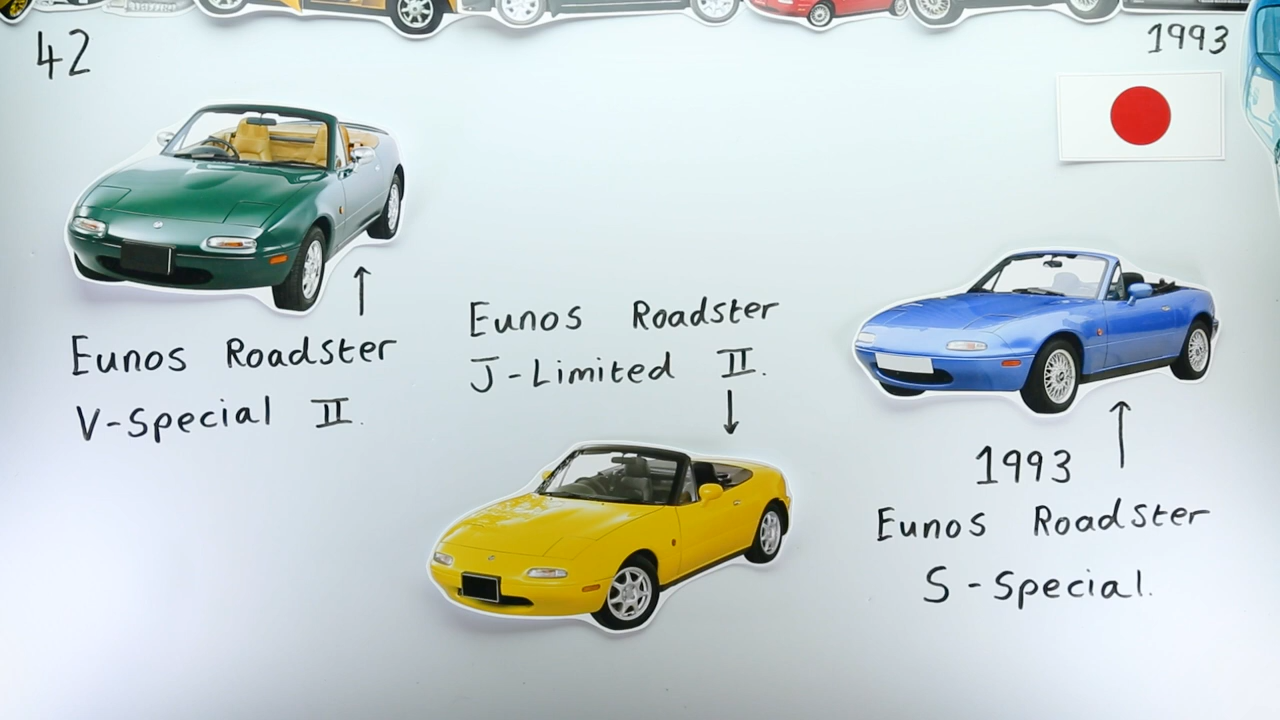 42
1993
Eunos Roadster
V-Special II.
Eunos Roadster
J-Limited II.
1993
Eunos Roadster
S-Special.